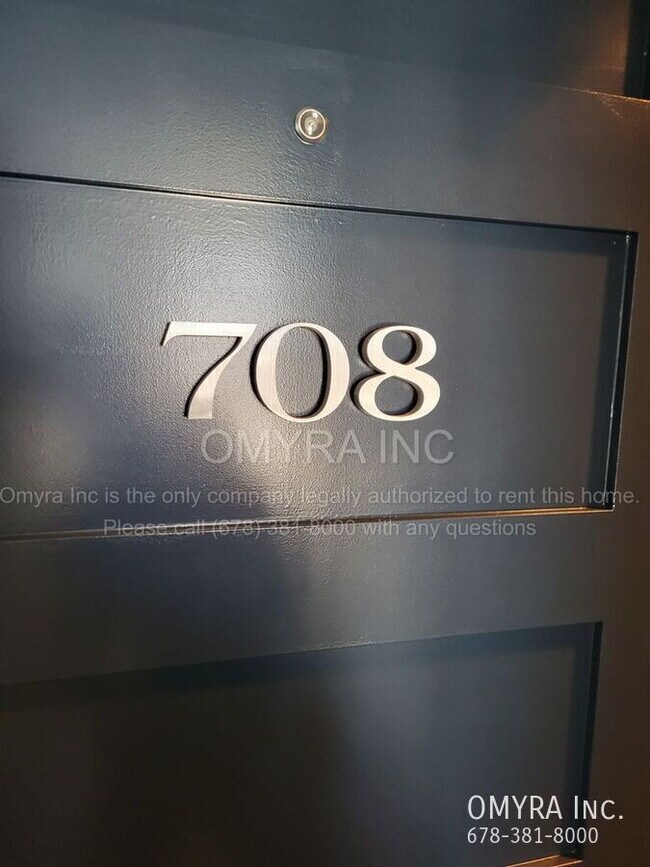 708
OMYRA INC
Omyra Inc is the only company legally authorized to rent this home.
Please call (678) 381-8000 with any questions
OMYRA Inc.
678-381-8000